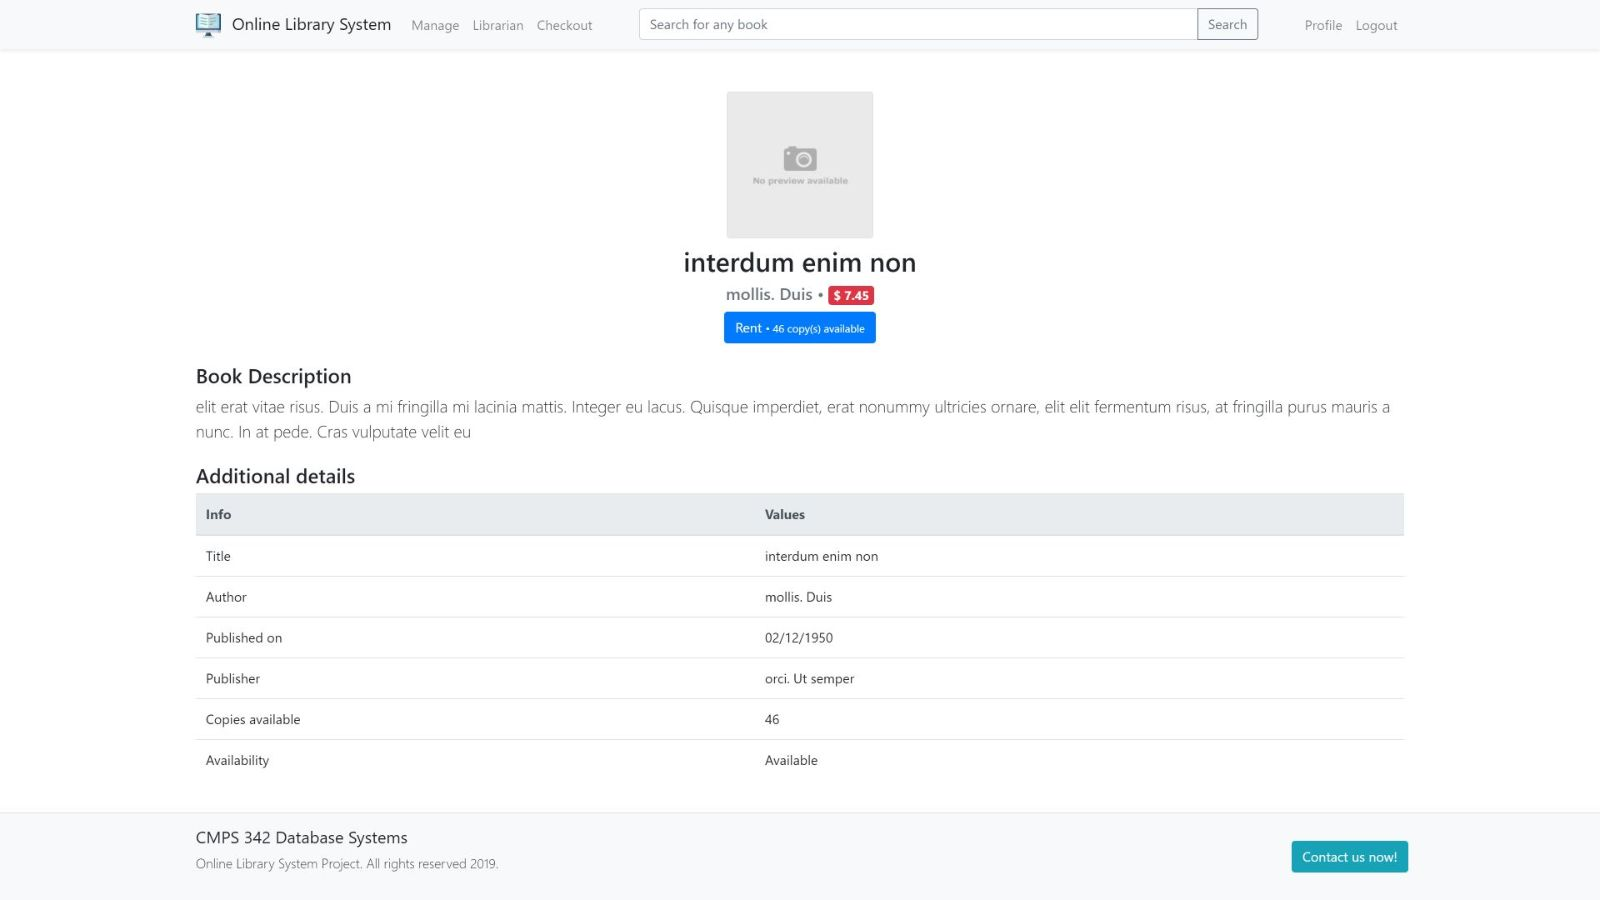 Online Library System Manage Librarian Checkout Search for any book Search Profile Logout
No preview available
interdum enim non
mollis. Duis • $ 7.45
Rent • 46 copy(s) available
Book Description
elit erat vitae risus. Duis a mi fringilla mi lacinia mattis. Integer eu lacus. Quisque imperdiet, erat nonummy ultricies ornare, elit elit fermentum risus, at fringilla purus mauris a
nunc. In at pede. Cras vulputate velit eu
Additional details
Info Values
Title interdum enim non
Author mollis. Duis
Published on 02/12/1950
Publisher orci. Ut semper
Copies available 46
Availability Available
CMPS 342 Database Systems
Online Library System Project. All rights reserved 2019.
Contact us now!